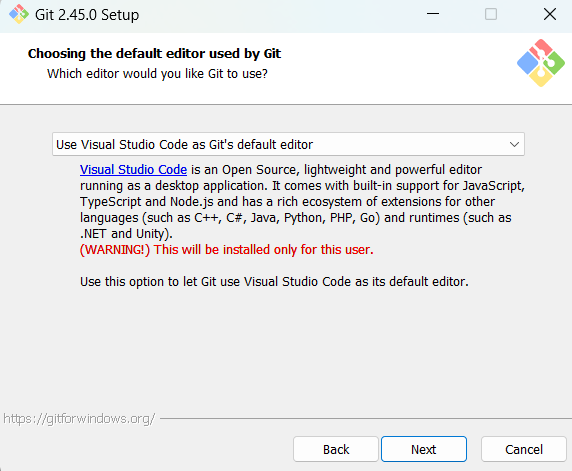 Git 2.45.0 Setup
Choosing the default editor used by Git
Which editor would you like Git to use?
Use Visual Studio Code as Git's default editor
Visual Studio Code is an Open Source, lightweight and powerful editor
running as a desktop application. It comes with built-in support for JavaScript,
TypeScript and Node.js and has a rich ecosystem of extensions for other
languages (such as C++, C#, Java, Python, PHP, Go) and runtimes (such as
.NET and Unity).
(WARNING!) This will be installed only for this user.
Use this option to let Git use Visual Studio Code as its default editor.
https://gitforwindows.org/
Back Next Cancel